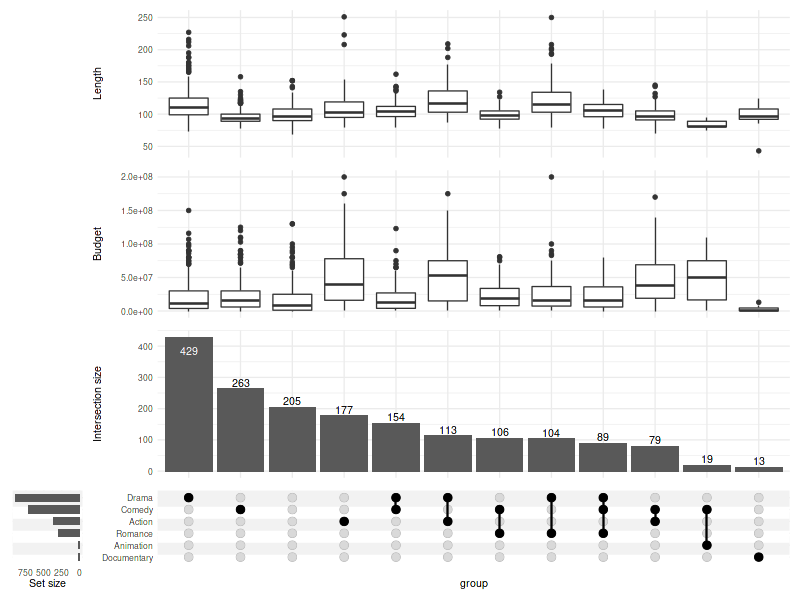 250
200
150
100
50
Length
2.0e+08
1.5e+08
1.0e+08
5.0e+07
0.0e+00
Budget
400
300
200
100
0
Intersection size
429
263
205
177
154
113
106
104
89
79
19
13
Drama
Comedy
Action
Romance
Animation
Documentary
750 500 250 0
Set size
group